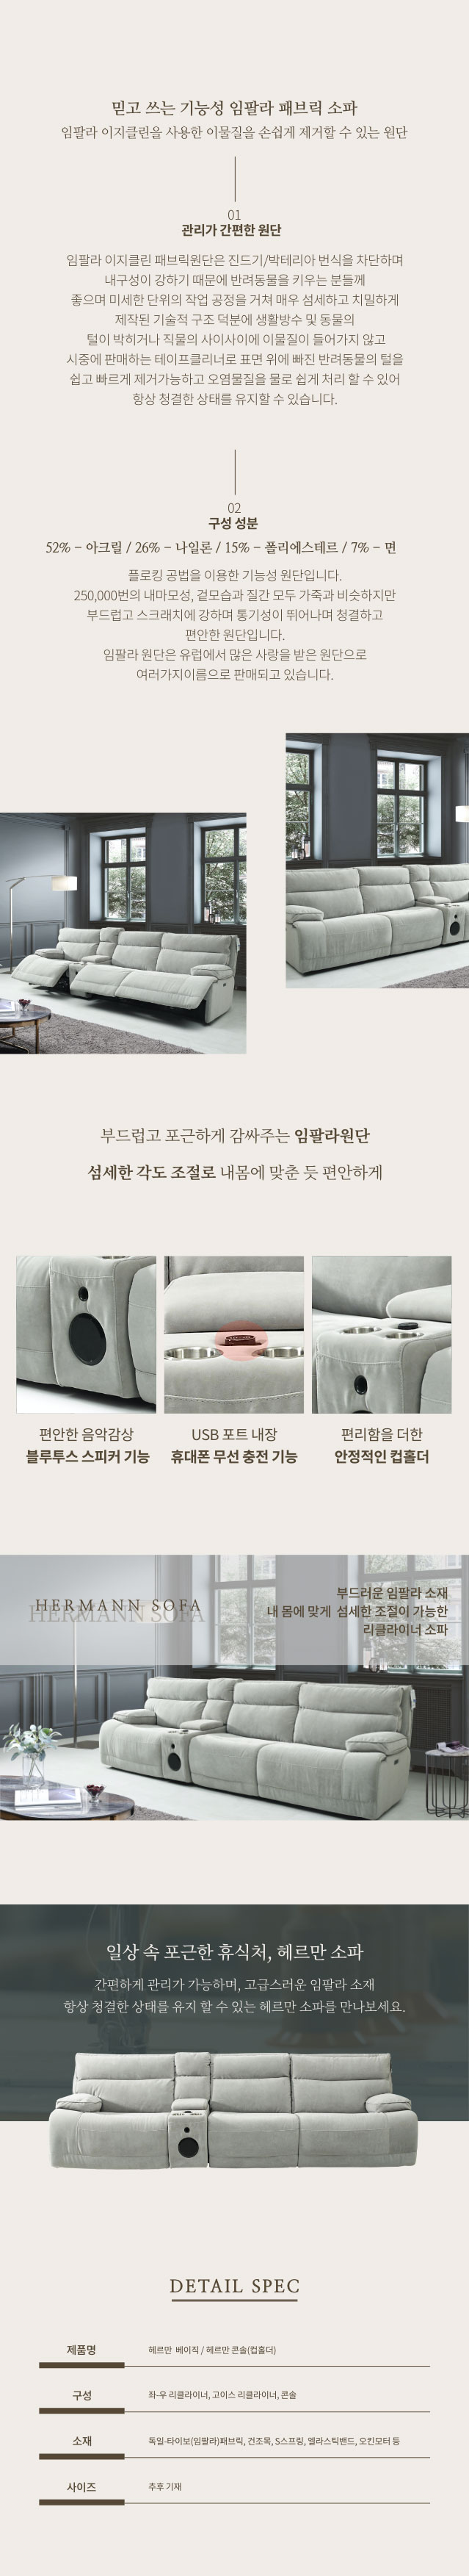 믿고 쓰는 기능성 임팔라 패브릭 소파
임팔라 이지클린을 사용한 이물질을 손쉽게 제거할 수 있는 원단
01
관리가 간편한 원단
임팔라 이지클린 패브릭원단은 진드기/박테리아 번식을 차단하며
내구성이 강하기 때문에 반려동물을 키우는 분들께
좋으며 미세한 단위의 작업 공정을 거쳐 매우 섬세하고 치밀하게
제작된 기술적 구조 덕분에 생활방수 및 동물의
털이 박히거나 직물의 사이사이에 이물질이 들어가지 않고
시중에 판매하는 테이프클리너로 표면 위에 빠진 반려동물의 털을
쉽고 빠르게 제거가능하고 오염물질을 물로 쉽게 처리 할 수 있어
항상 청결한 상태를 유지할 수 있습니다.
02
구성 성분
52% - 아크릴 / 26% - 나일론 / 15% - 폴리에스테르 / 7% - 면
플로킹 공법을 이용한 기능성 원단입니다.
250,000번의 내마모성, 겉모습과 질간 모두 가죽과 비슷하지만
부드럽고 스크래치에 강하며 통기성이 뛰어나며 청결하고
편안한 원단입니다.
임팔라 원단은 유럽에서 많은 사랑을 받은 원단으로
여러가지이름으로 판매되고 있습니다.
부드럽고 포근하게 감싸주는 임팔라원단
섬세한 각도 조절로 내몸에 맞춘 듯 편안하게
편안한 음악감상
블루투스 스피커 기능
USB 포트 내장
휴대폰 무선 충전 기능
편리함을 더한
안정적인 컵홀더
HERMANN SOFA
HERMANN SOFA
부드러운 임팔라 소재
내 몸에 맞게 섬세한 조절이 가능한
리클라이너 소파
일상 속 포근한 휴식처, 헤르만 소파
간편하게 관리가 가능하며, 고급스러운 임팔라 소재
항상 청결한 상태를 유지 할 수 있는 헤르만 소파를 만나보세요.
DETAIL SPEC
제품명 헤르만 베이직 / 헤르만 콘솔(컵홀더)
구성 좌-우 리클라이너, 고이스 리클라이너, 콘솔
소재 독일-타이보(임팔라)패브릭, 건조목, S스프링, 엘라스틱밴드, 오킨모터 등
사이즈 추후 기재